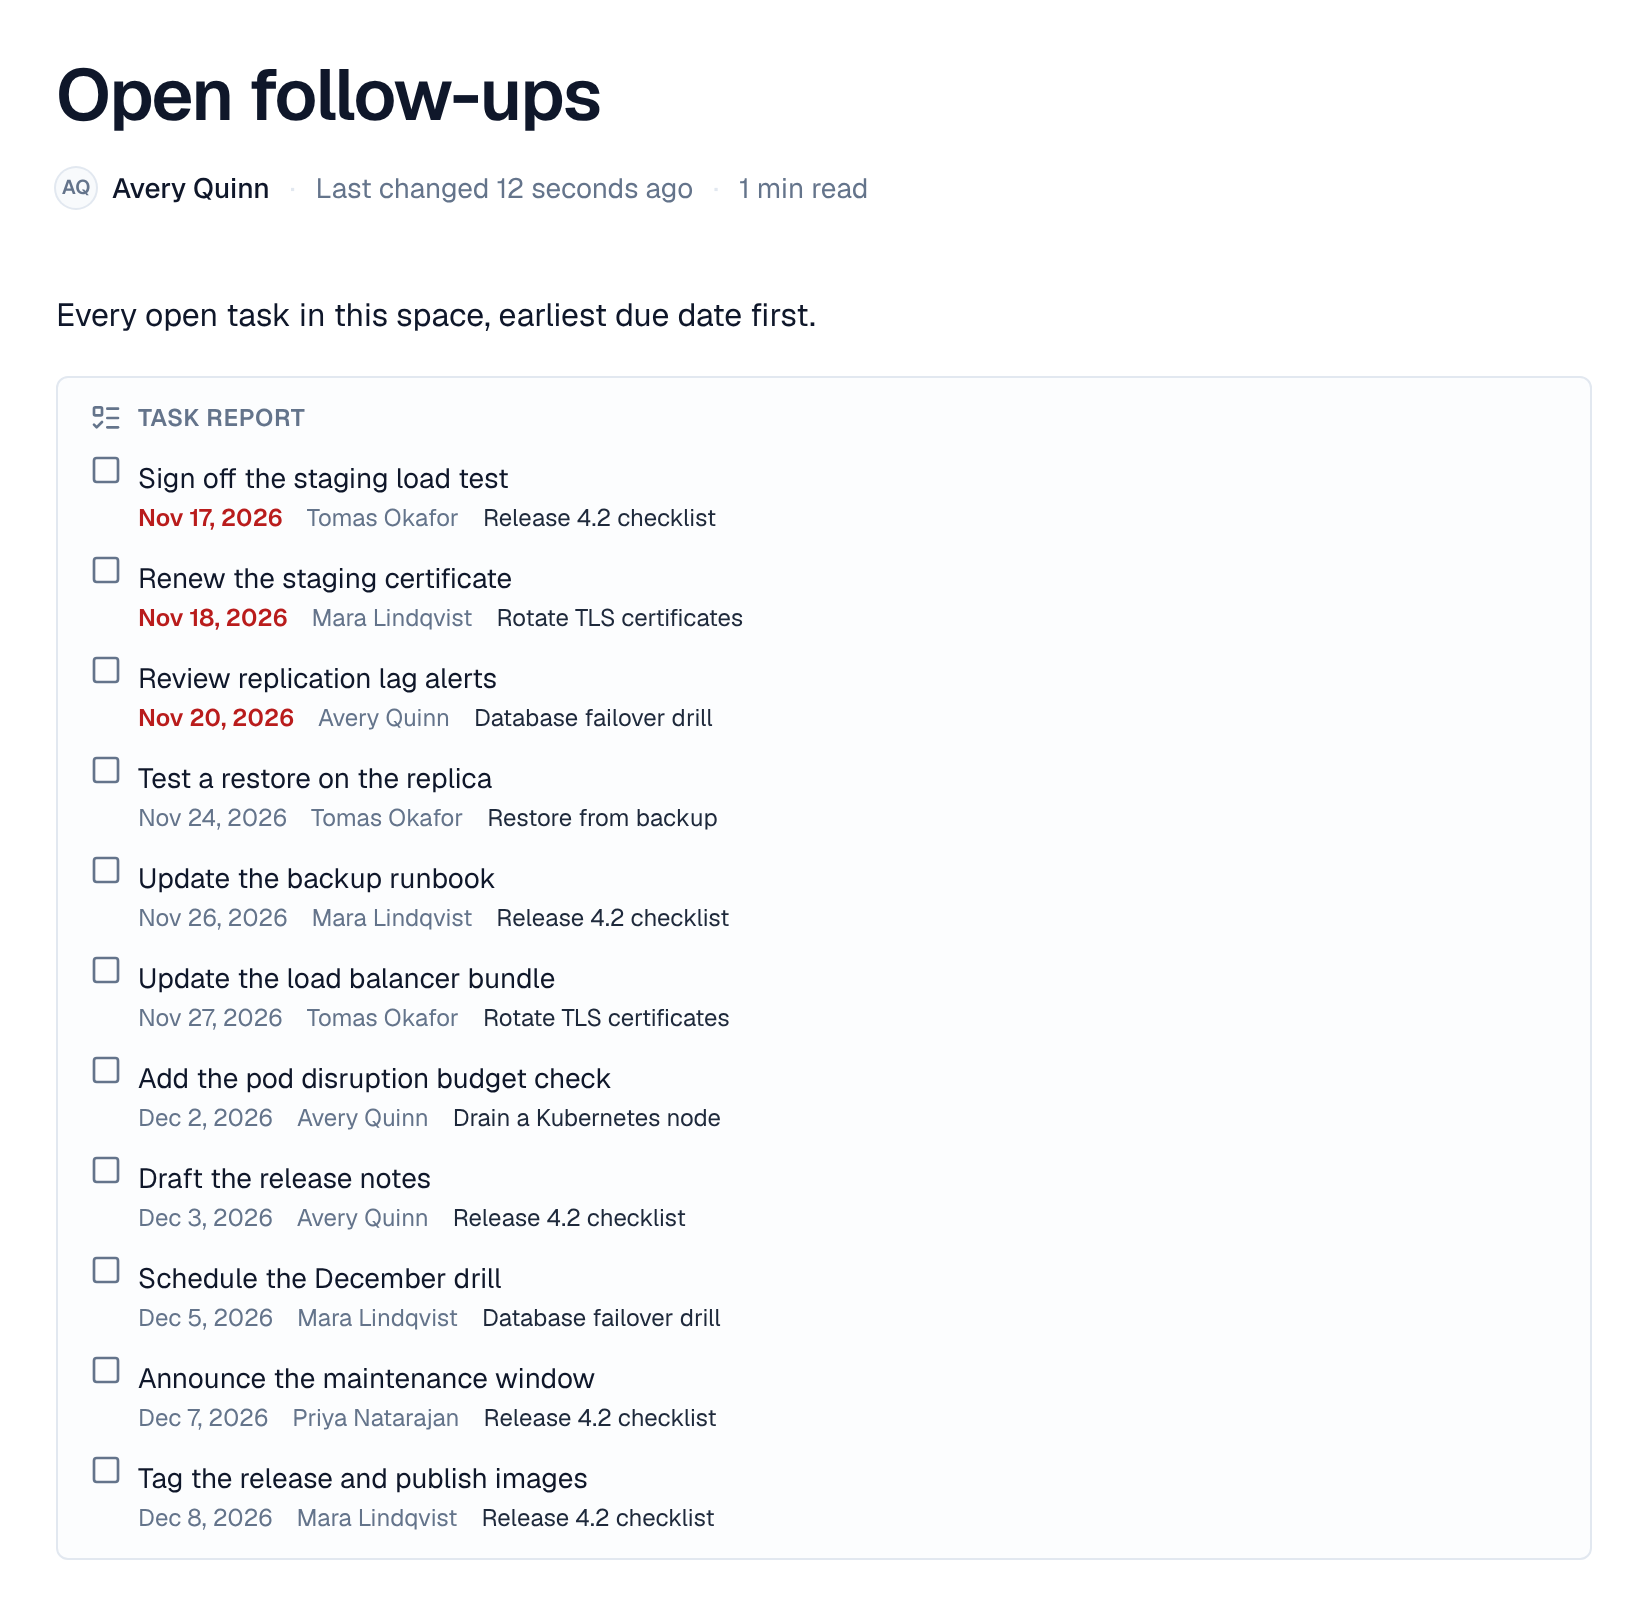 Open follow-ups
AQ Avery Quinn · Last changed 12 seconds ago · 1 min read
Every open task in this space, earliest due date first.
TASK REPORT
Sign off the staging load test
Nov 17, 2026 Tomas Okafor Release 4.2 checklist
Renew the staging certificate
Nov 18, 2026 Mara Lindqvist Rotate TLS certificates
Review replication lag alerts
Nov 20, 2026 Avery Quinn Database failover drill
Test a restore on the replica
Nov 24, 2026 Tomas Okafor Restore from backup
Update the backup runbook
Nov 26, 2026 Mara Lindqvist Release 4.2 checklist
Update the load balancer bundle
Nov 27, 2026 Tomas Okafor Rotate TLS certificates
Add the pod disruption budget check
Dec 2, 2026 Avery Quinn Drain a Kubernetes node
Draft the release notes
Dec 3, 2026 Avery Quinn Release 4.2 checklist
Schedule the December drill
Dec 5, 2026 Mara Lindqvist Database failover drill
Announce the maintenance window
Dec 7, 2026 Priya Natarajan Release 4.2 checklist
Tag the release and publish images
Dec 8, 2026 Mara Lindqvist Release 4.2 checklist